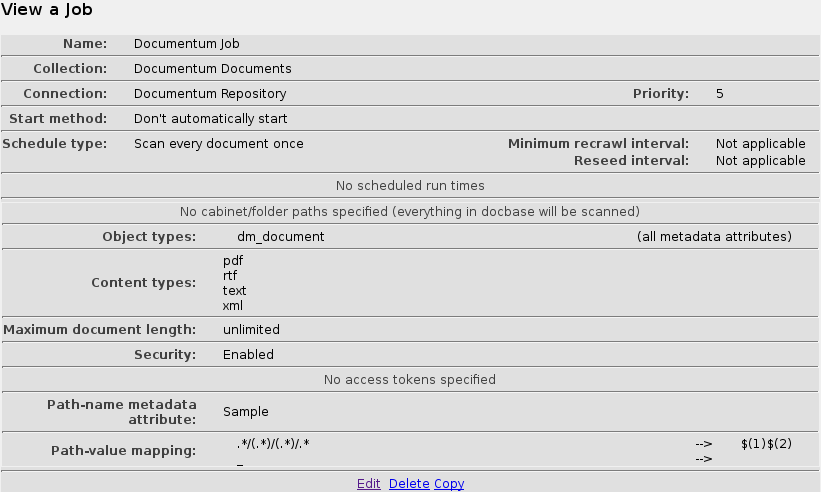 View a Job
Name: Documentum Job
Collection: Documentum Documents
Connection: Documentum Repository Priority: 5
Start method: Don't automatically start
Schedule type: Scan every document once Minimum recrawl interval: Not applicable
Reseed interval: Not applicable
No scheduled run times
No cabinet/folder paths specified (everything in docbase will be scanned)
Object types: dm_document (all metadata attributes)
Content types: pdf
rtf
text
xml
Maximum document length: unlimited
Security: Enabled
No access tokens specified
Path-name metadata
attribute: Sample
Path-value mapping: .*/(.*)/(.*)/.* --> $(1)$(2)
_ -->
Edit Delete Copy